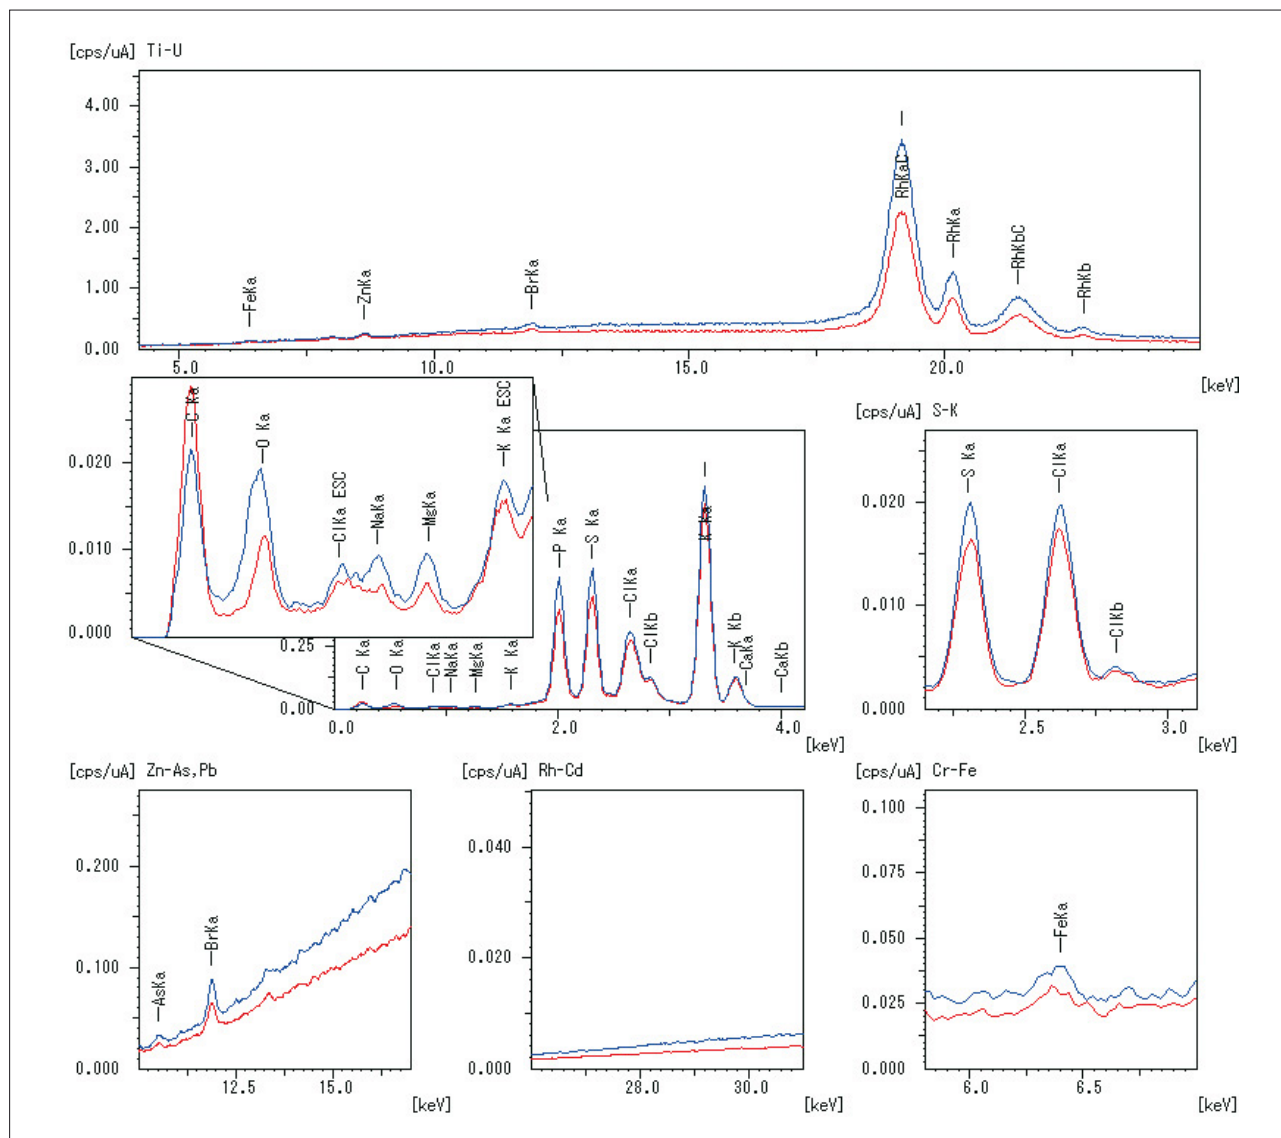 [cps/uA] Ti-U
4.00
3.00
2.00
1.00
0.00
FeKa
ZnKa
BrKa
RhKaC
RhKa
RhKbC
RhKb
5.0 10.0 15.0 20.0
[keV]
0.020
0.010
0.000
C Ka
O Ka
ClKa ESC
NaKa
MgKa
K Ka ESC
0.25
0.00
C Ka
O Ka
ClKa
NaKa
MgKa
K Ka
P Ka
S Ka
ClKa
ClKb
K Ka
K Kb
CaKa
CaKb
0.0 2.0 4.0
[keV]
[cps/uA] S-K
0.020
0.010
0.000
S Ka
ClKa
ClKb
2.5 3.0
[keV]
[cps/uA] Zn-As,Pb
0.200
0.100
0.000
AsKa
BrKa
12.5 15.0
[keV]
[cps/uA] Rh-Cd
0.040
0.020
0.000
28.0 30.0
[keV]
[cps/uA] Cr-Fe
0.100
0.075
0.050
0.025
0.000
FeKa
6.0 6.5
[keV]